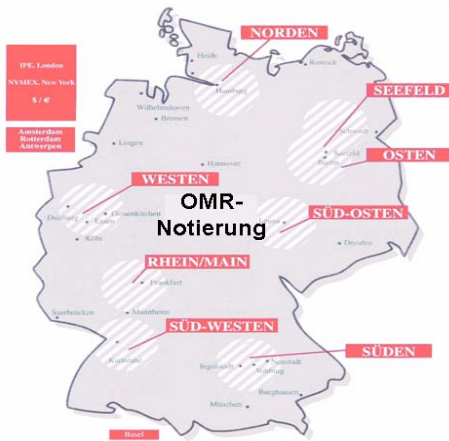 NORDEN
Heide
Rostock
IPE, London
NYMEX, New York
$ / €
Hamburg
SEEFELD
Wilhelmshaven
Bremen
Amsterdam
Rotterdam
Antwerpen
Schwedt
Lingen
Seefeld
Berlin
OSTEN
Hannover
WESTEN
OMR-
Notierung
Duisburg
Gelsenkirchen
Essen
SÜD-OSTEN
Leuna
Köln
Dresden
RHEIN/MAIN
Frankfurt
Saarbrücken
Mannheim
SÜD-WESTEN
SÜDEN
Karlsruhe
Ingolstadt
Neustadt
Vohburg
Burghausen
München
Basel